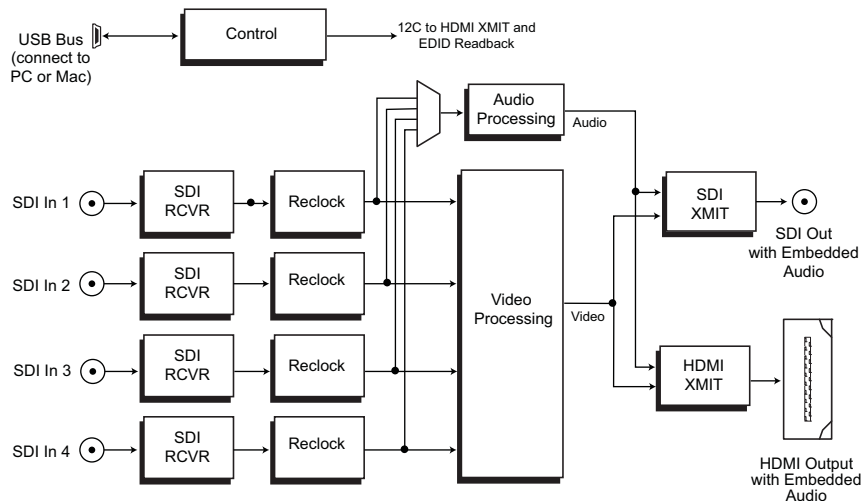 USB Bus
(connect to
PC or Mac)
Control
12C to HDMI XMIT and
EDID Readback
Audio
Processing
Audio
SDI In 1
SDI
RCVR
Reclock
SDI
XMIT
SDI Out
with Embedded
Audio
SDI In 2
SDI
RCVR
Reclock
Video
Processing
Video
SDI In 3
SDI
RCVR
Reclock
HDMI
XMIT
SDI In 4
SDI
RCVR
Reclock
HDMI Output
with Embedded
Audio